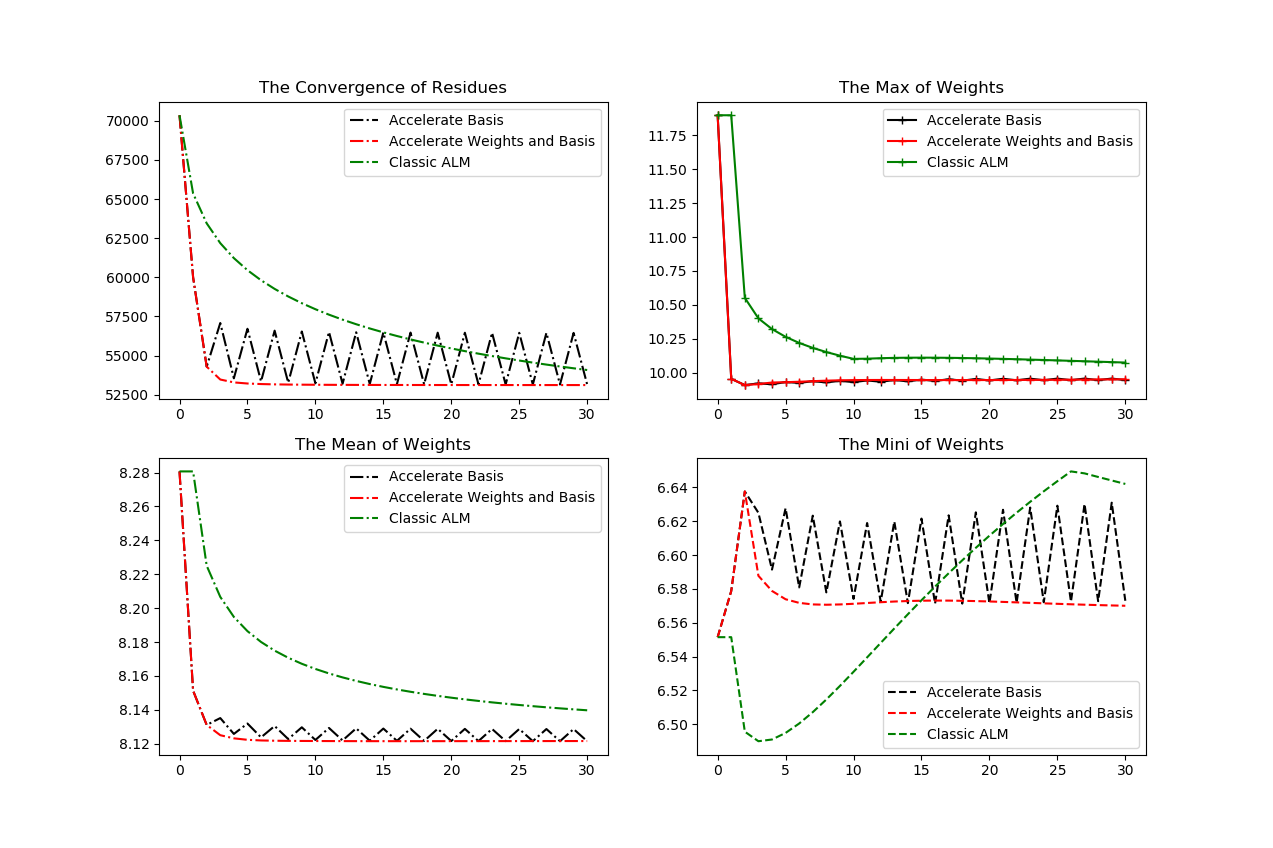 The Convergence of Residues
70000
67500
65000
62500
60000
57500
55000
52500
0 5 10 15 20 25 30
Accelerate Basis
Accelerate Weights and Basis
Classic ALM
The Max of Weights
11.75
11.50
11.25
11.00
10.75
10.50
10.25
10.00
0 5 10 15 20 25 30
Accelerate Basis
Accelerate Weights and Basis
Classic ALM
The Mean of Weights
8.28
8.26
8.24
8.22
8.20
8.18
8.16
8.14
8.12
0 5 10 15 20 25 30
Accelerate Basis
Accelerate Weights and Basis
Classic ALM
The Mini of Weights
6.64
6.62
6.60
6.58
6.56
6.54
6.52
6.50
0 5 10 15 20 25 30
Accelerate Basis
Accelerate Weights and Basis
Classic ALM